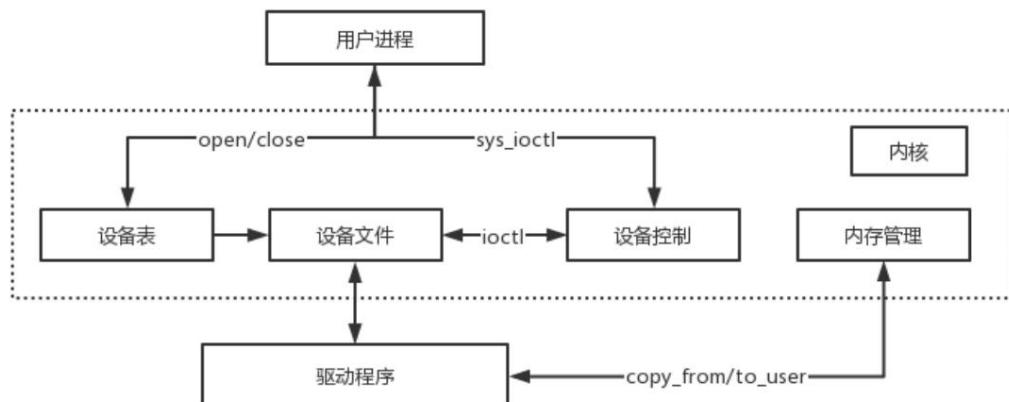 用户进程
open/close
sys_ioctl
内核
设备表
设备文件
ioctl
设备控制
内存管理
驱动程序
copy_from/to_user